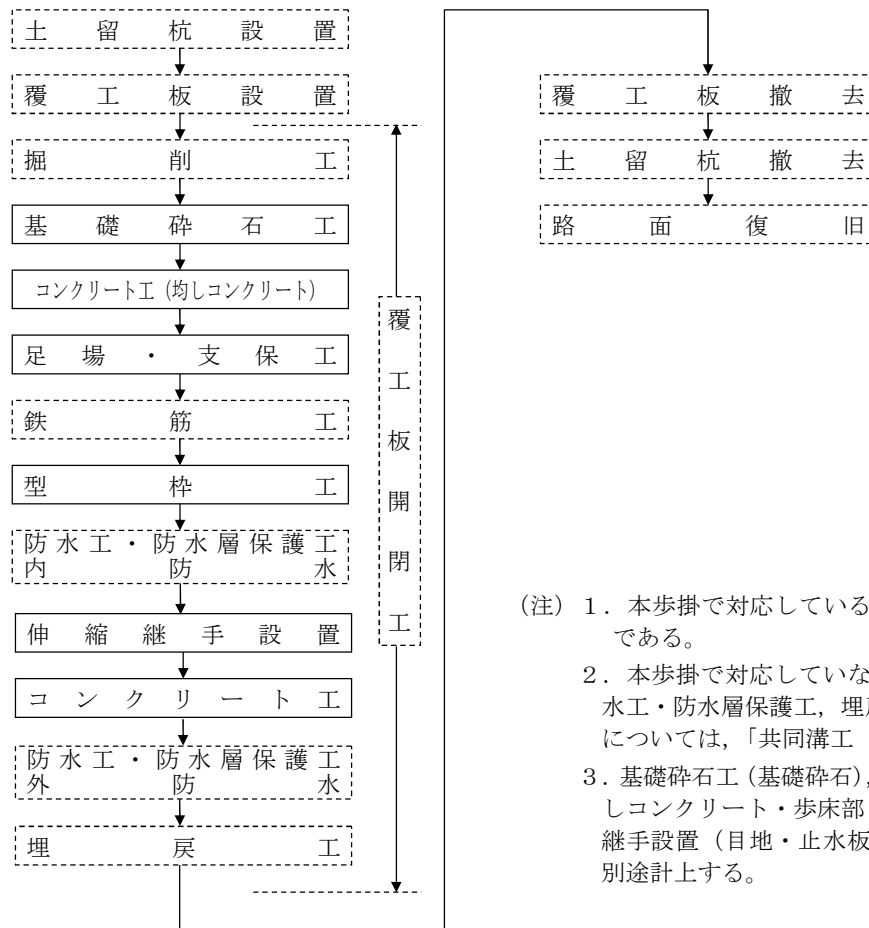 土留杭設置
覆工板設置
掘削工
基礎砕石工
コンクリート工（均しコンクリート）
足場・支保工
鉄筋工
型枠工
防水工・防水層保護工
内防水
伸縮継手設置
コンクリート工
防水工・防水層保護工
外防水
埋戻工
覆工板開閉工
覆工板撤去
土留杭撤去
路面復旧
（注）１．本歩掛で対応している
である。
２．本歩掛で対応していな
水工・防水層保護工，埋
については，「共同溝工
３．基礎砕石工（基礎砕石），
しコンクリート・歩床部
継手設置（目地・止水板
別途計上する。